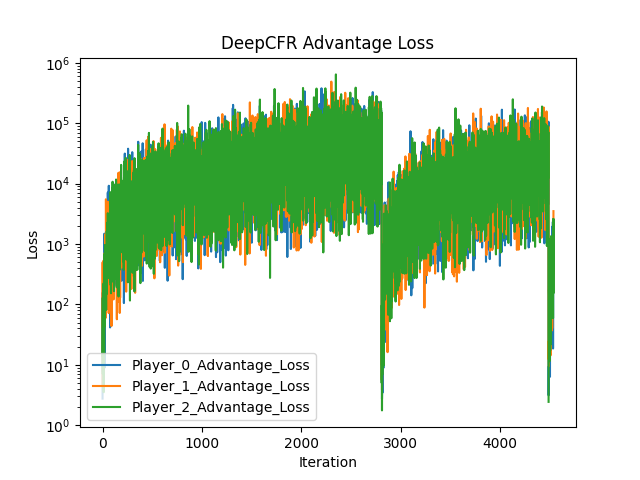 DeepCFR Advantage Loss
Loss
10^6
10^5
10^4
10^3
10^2
10^1
10^0
Player_0_Advantage_Loss
Player_1_Advantage_Loss
Player_2_Advantage_Loss
0 1000 2000 3000 4000
Iteration